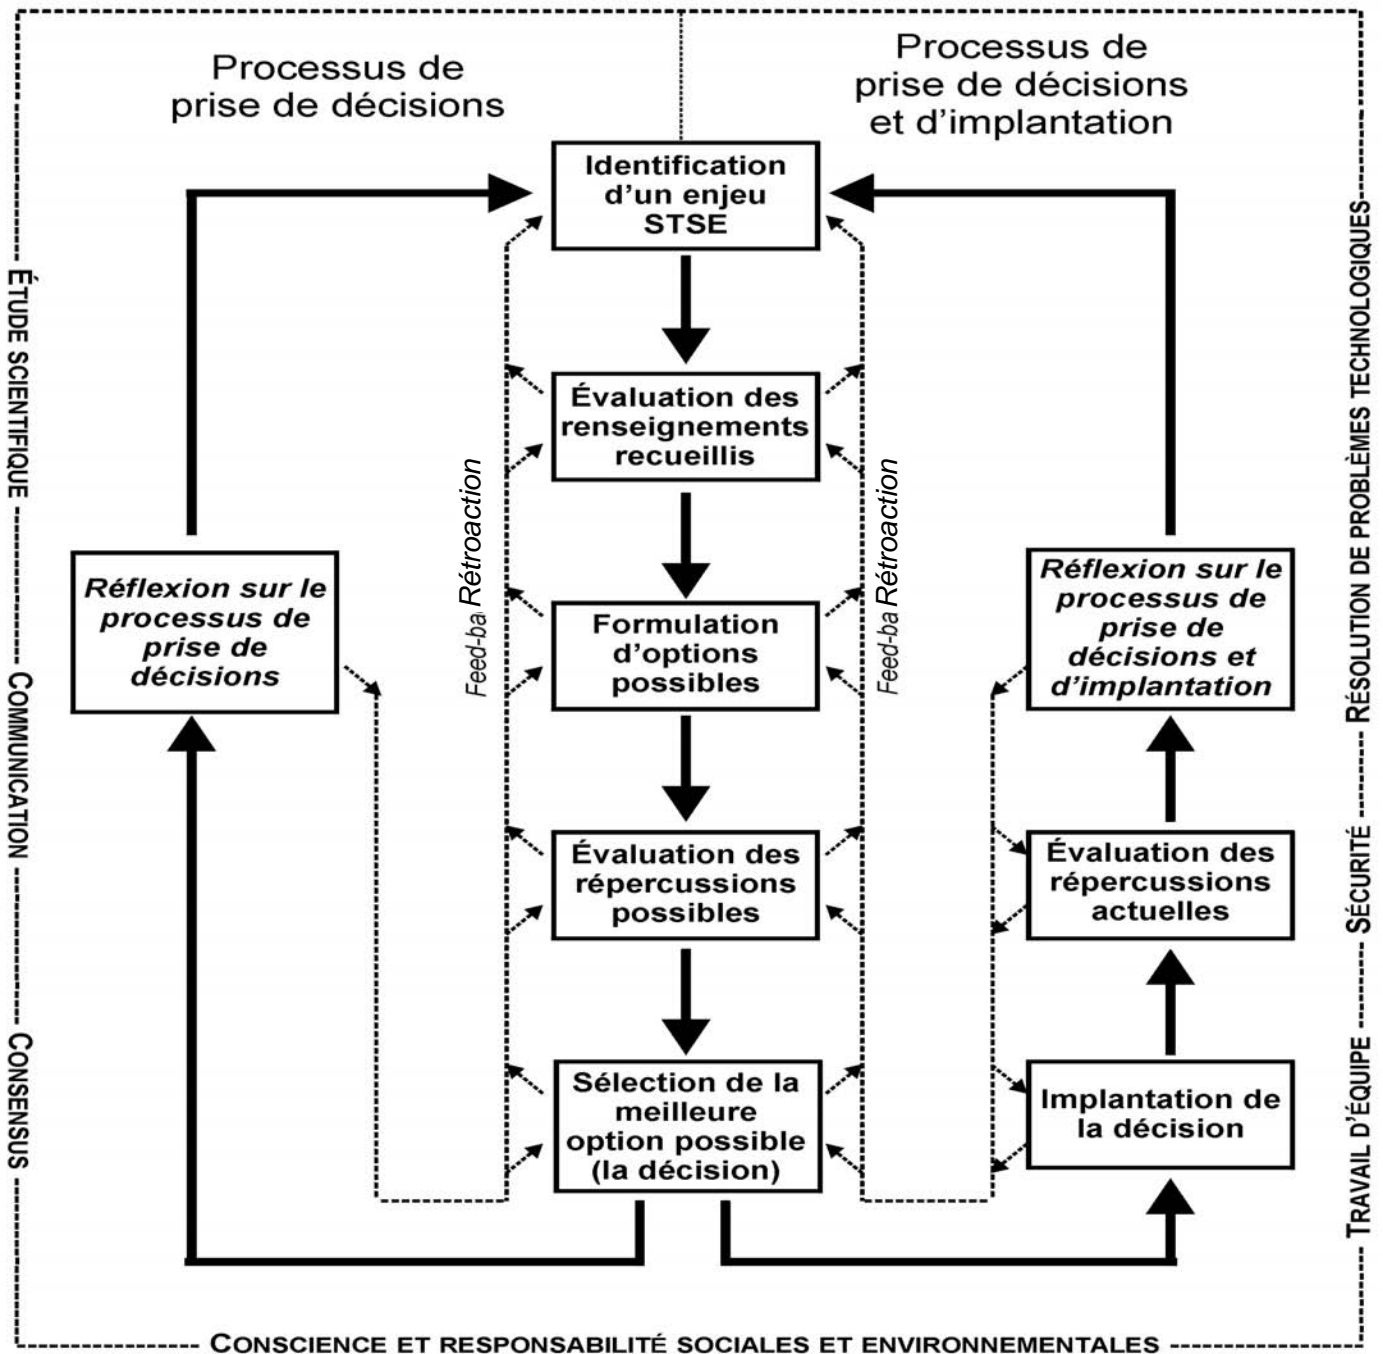 Processus de
prise de décisions
Processus de
prise de décisions
et d'implantation
Identification
d'un enjeu
STSE
Évaluation des
renseignements
recueillis
Formulation
d'options
possibles
Évaluation des
répercussions
possibles
Sélection de la
meilleure
option possible
(la décision)
Réflexion sur le
processus de
prise de
décisions
Feed-ba Rétroaction
Feed-ba Rétroaction
Réflexion sur le
processus de
prise de
décisions et
d'implantation
Évaluation des
répercussions
actuelles
Implantation de
la décision
ÉTUDE SCIENTIFIQUE
COMMUNICATION
CONSENSUS
RÉSOLUTION DE PROBLÈMES TECHNOLOGIQUES
SÉCURITÉ
TRAVAIL D'ÉQUIPE
CONSCIENCE ET RESPONSABILITÉ SOCIALES ET ENVIRONNEMENTALES